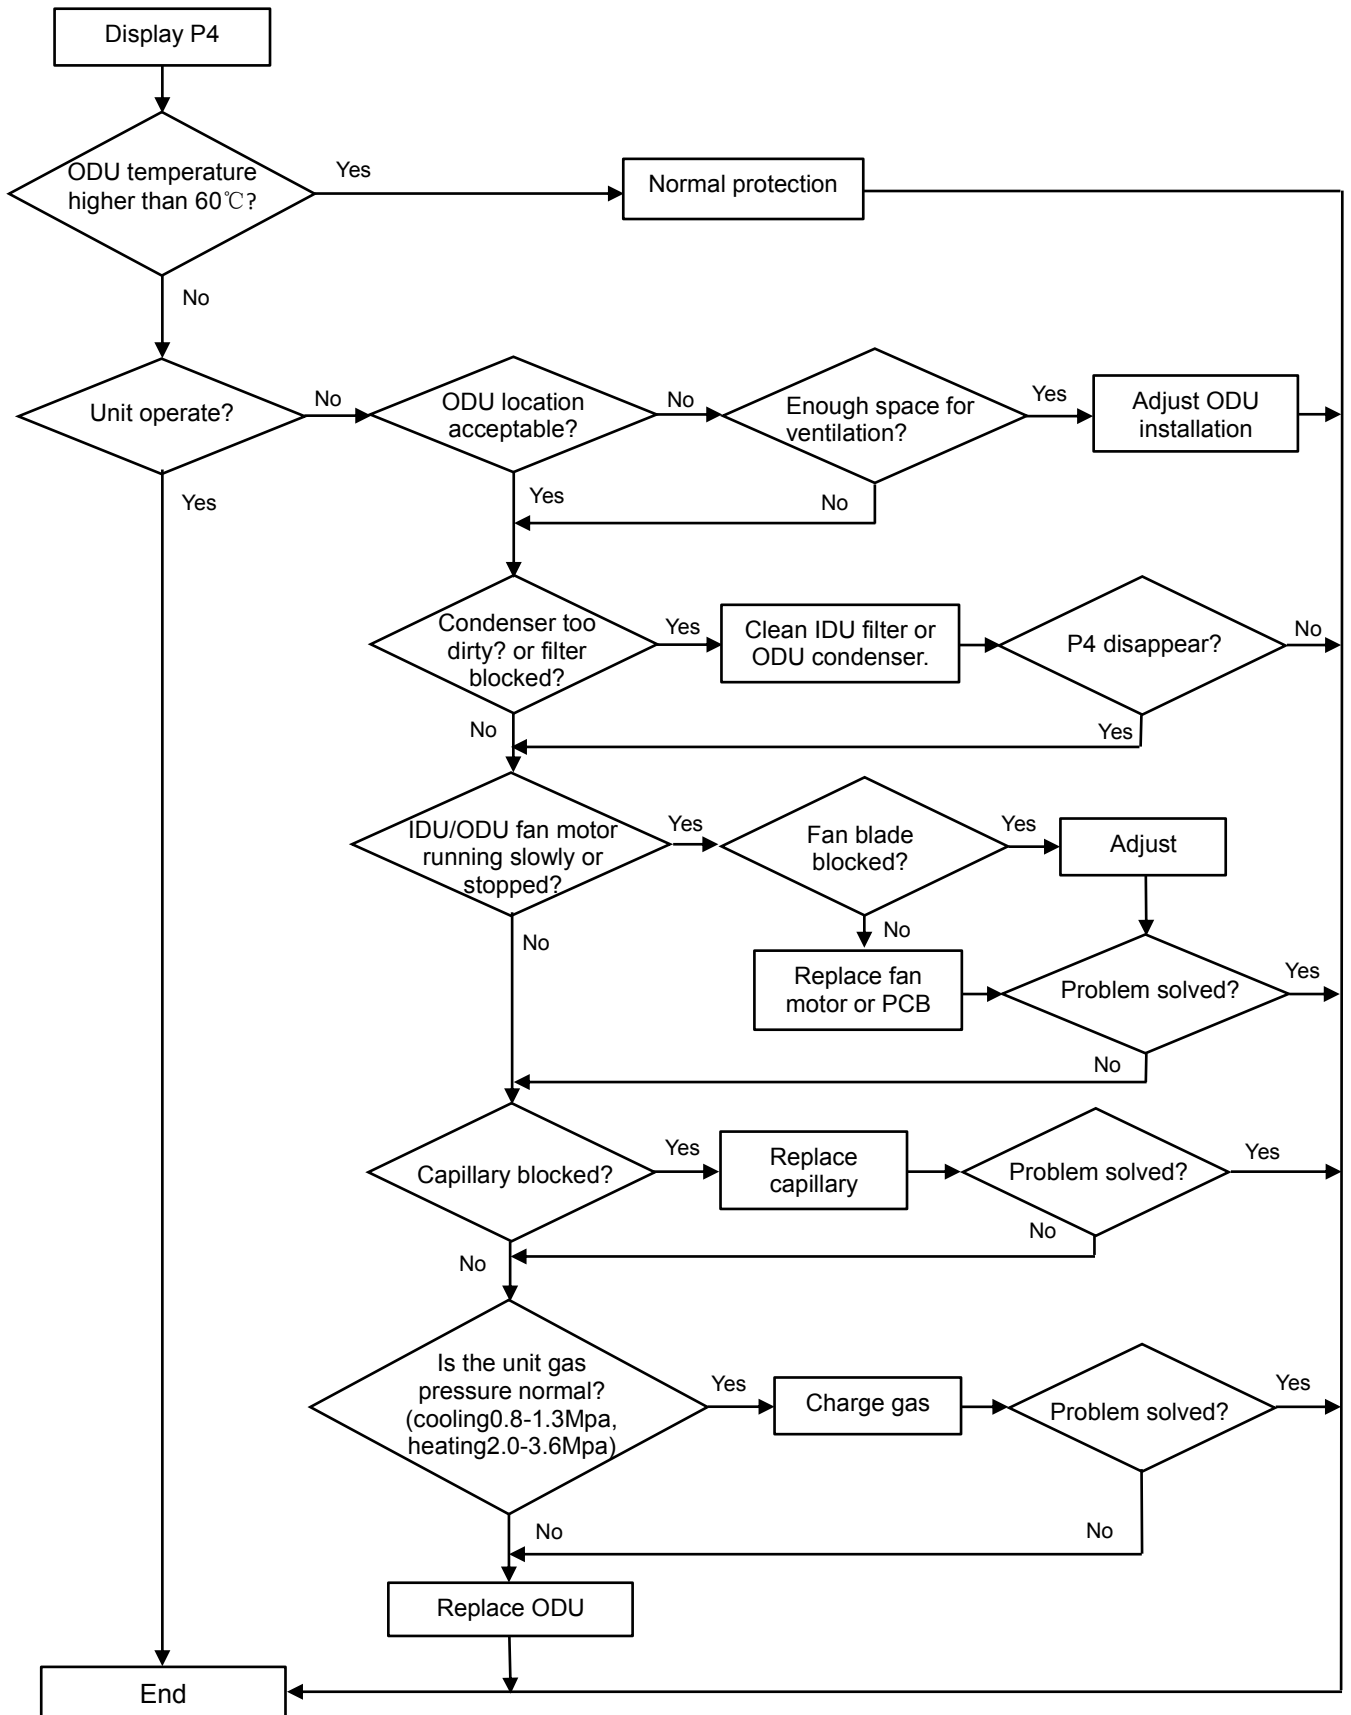 Display P4
ODU temperature
higher than 60℃?
Yes
Normal protection
No
Unit operate?
No
ODU location
acceptable?
No
Enough space for
ventilation?
Yes
Adjust ODU
installation
Yes
Yes
No
Condenser too
dirty? or filter
blocked?
Yes
Clean IDU filter or
ODU condenser.
P4 disappear?
No
No
Yes
IDU/ODU fan motor
running slowly or
stopped?
Yes
Fan blade
blocked?
Yes
Adjust
No
No
Replace fan
motor or PCB
Problem solved?
Yes
No
Capillary blocked?
Yes
Replace
capillary
Problem solved?
Yes
No
No
Is the unit gas
pressure normal?
(cooling0.8-1.3Mpa,
heating2.0-3.6Mpa)
Yes
Charge gas
Problem solved?
Yes
No
No
Replace ODU
End